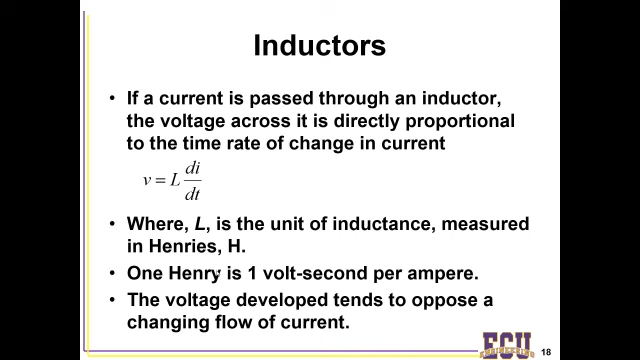 Inductors
• If a current is passed through an inductor,
the voltage across it is directly proportional
to the time rate of change in current
v = L di/dt
• Where, L, is the unit of inductance, measured
in Henries, H.
• One Henry is 1 volt-second per ampere.
• The voltage developed tends to oppose a
changing flow of current.
ECU
ENGINEERING
18